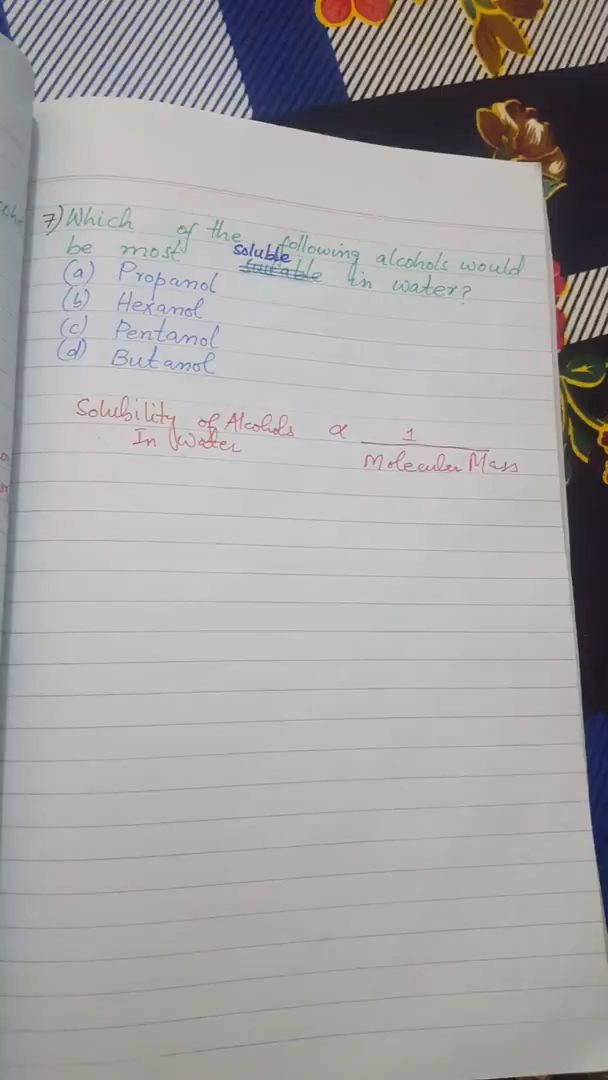 7) Which of the following alcohols would
be most soluble suitable in water?
(a) Propanol
(b) Hexanol
(c) Pentanol
(d) Butanol
Solubility of Alcohols ∝ 1
In Water Molecular Mass